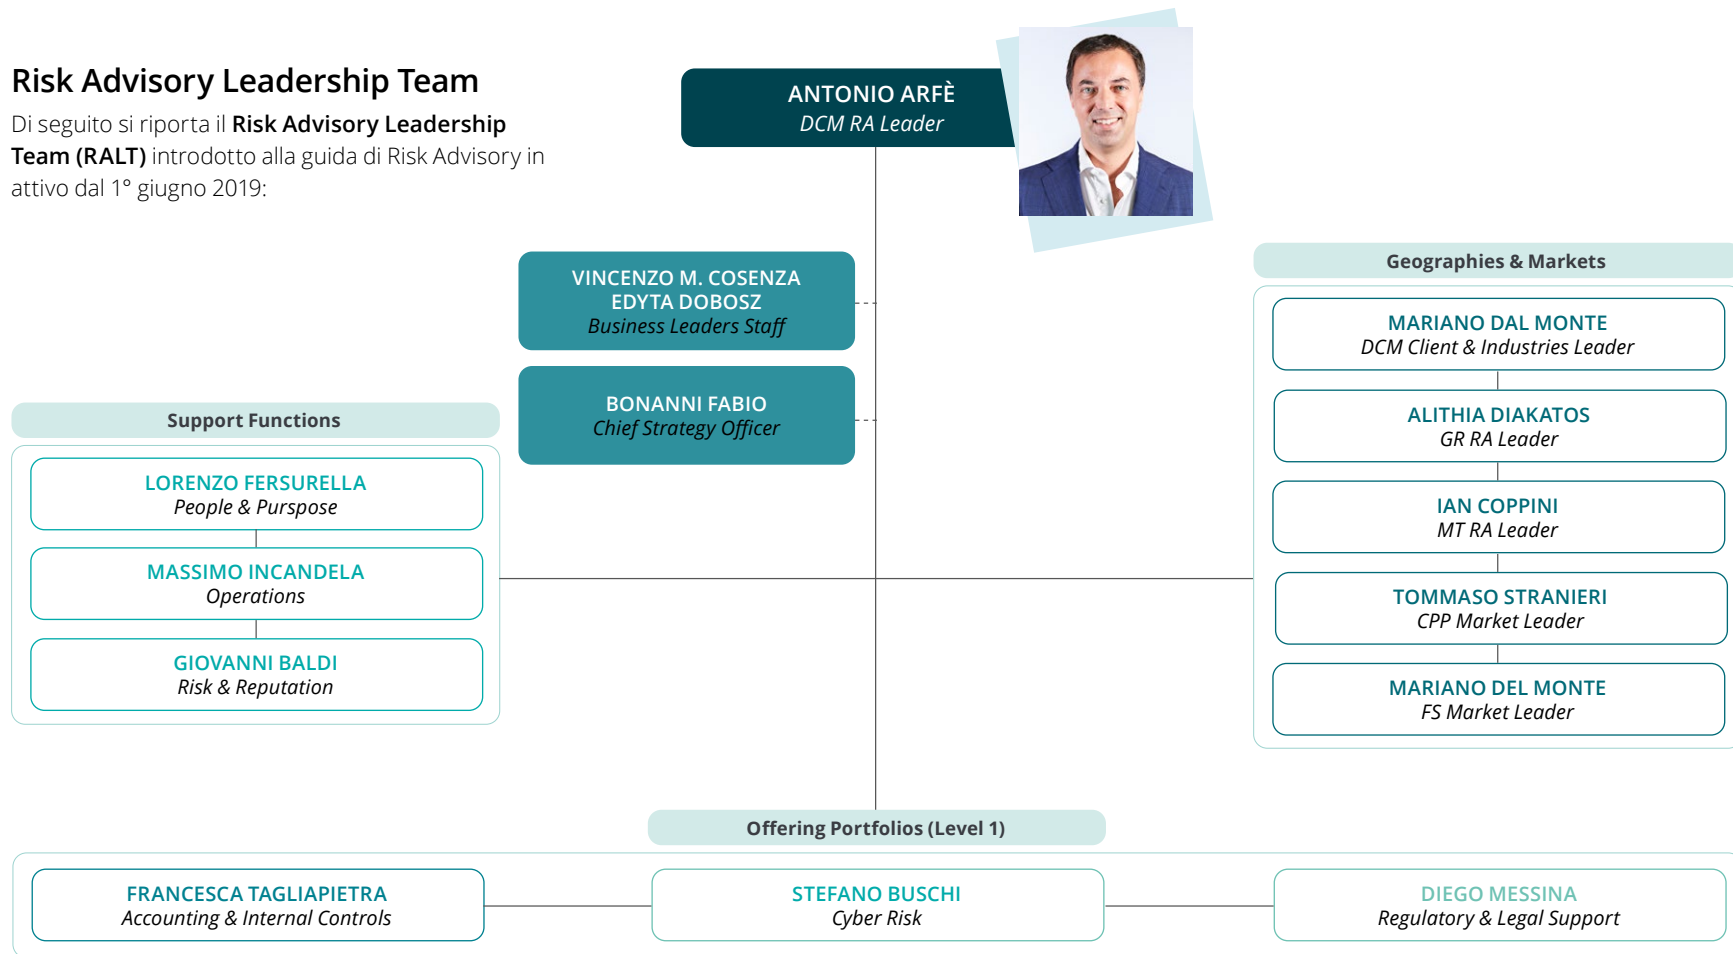 Risk Advisory Leadership Team
Di seguito si riporta il Risk Advisory Leadership
Team (RALT) introdotto alla guida di Risk Advisory in
attivo dal 1° giugno 2019:
ANTONIO ARFÈ
DCM RA Leader
VINCENZO M. COSENZA
EDYTA DOBOSZ
Business Leaders Staff
BONANNI FABIO
Chief Strategy Officer
Support Functions
LORENZO FERSURELLA
People & Purspose
MASSIMO INCANDELA
Operations
GIOVANNI BALDI
Risk & Reputation
Geographies & Markets
MARIANO DAL MONTE
DCM Client & Industries Leader
ALITHIA DIAKATOS
GR RA Leader
IAN COPPINI
MT RA Leader
TOMMASO STRANIERI
CPP Market Leader
MARIANO DEL MONTE
FS Market Leader
Offering Portfolios (Level 1)
FRANCESCA TAGLIAPIETRA
Accounting & Internal Controls
STEFANO BUSCHI
Cyber Risk
DIEGO MESSINA
Regulatory & Legal Support